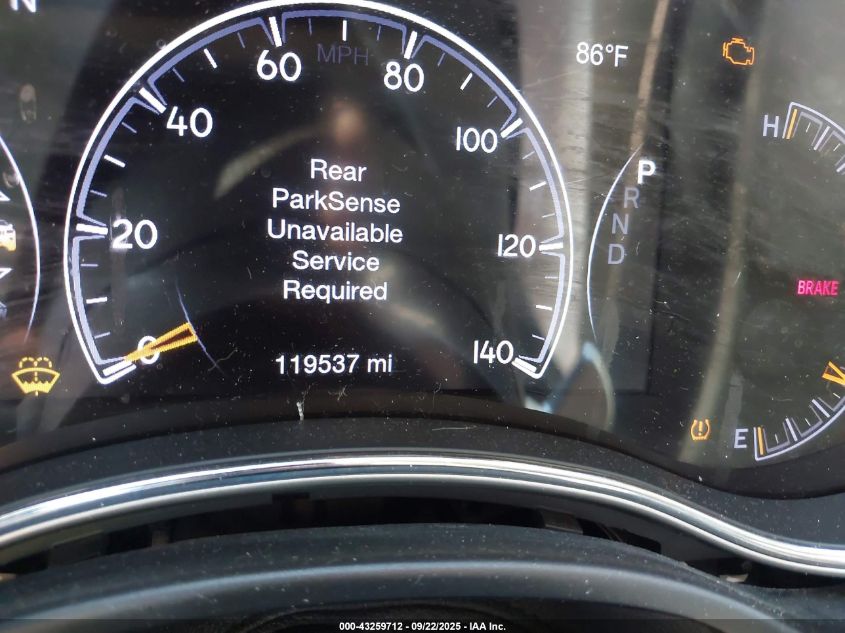 N
MPH
60
80
86°F
40
100
H
Rear
ParkSense
Unavailable
Service
Required
P
R
N
D
20
120
BRAKE
0
140
119537 mi
E
000-43259712 - 09/22/2025 - IAA Inc.